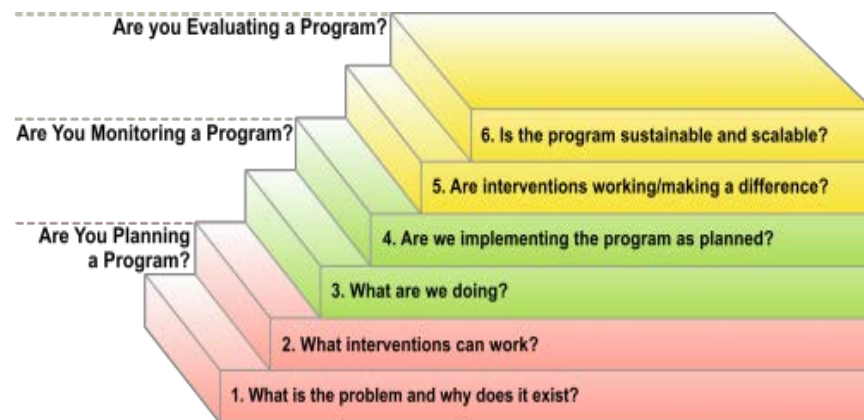 Are you Evaluating a Program?
Are You Monitoring a Program?
Are You Planning
a Program?
6. Is the program sustainable and scalable?
5. Are interventions working/making a difference?
4. Are we implementing the program as planned?
3. What are we doing?
2. What interventions can work?
1. What is the problem and why does it exist?